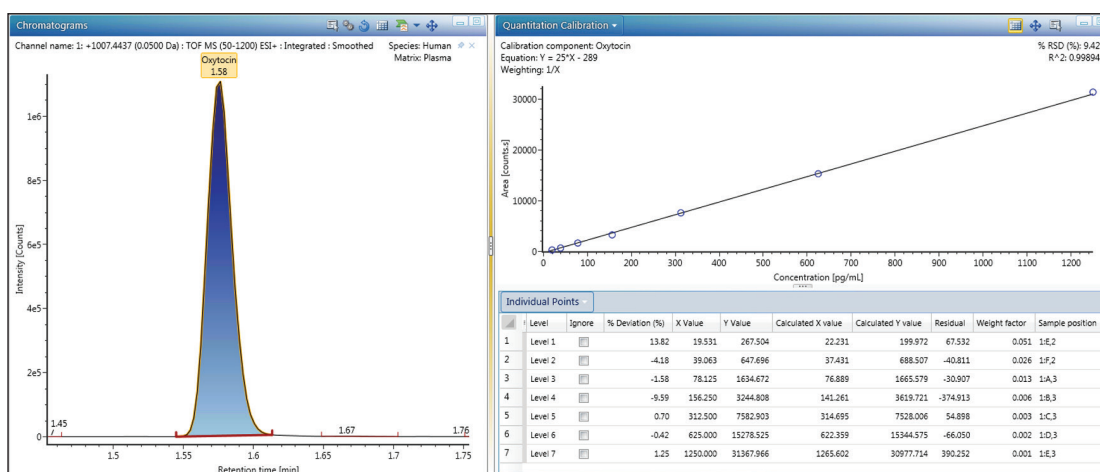 Chromatograms
Channel name: 1: +1007.4437 (0.0500 Da) : TOF MS (50-1200) ESI+ : Integrated : Smoothed
Species: Human
Matrix: Plasma
Oxytocin
1.58
1e6
8e5
6e5
4e5
2e5
0
1.45
1.67
1.76
1.5
1.55
1.6
1.65
1.7
1.75
Intensity [Counts]
Retention time [min]
Quantitation Calibration
Calibration component: Oxytocin
Equation: Y = 25*X - 289
Weighting: 1/X
% RSD (%): 9.42
R^2: 0.99894
30000
20000
10000
0
Area [counts.s]
0 100 200 300 400 500 600 700 800 900 1000 1100 1200
Concentration [pg/mL]
Individual Points
Level Ignore % Deviation (%) X Value Y Value Calculated X value Calculated Y value Residual Weight factor Sample position
1 Level 1 13.82 19.531 267.504 22.231 199.972 67.532 0.051 1:E,2
2 Level 2 -4.18 39.063 647.696 37.431 688.507 -40.811 0.026 1:F,2
3 Level 3 -1.58 78.125 1634.672 76.889 1665.579 -30.907 0.013 1:A,3
4 Level 4 -9.59 156.250 3244.808 141.261 3619.721 -374.913 0.006 1:B,3
5 Level 5 0.70 312.500 7582.903 314.695 7528.006 54.898 0.003 1:C,3
6 Level 6 -0.42 625.000 15278.525 622.359 15344.575 -66.050 0.002 1:D,3
7 Level 7 1.25 1250.000 31367.966 1265.602 30977.714 390.252 0.001 1:E,3